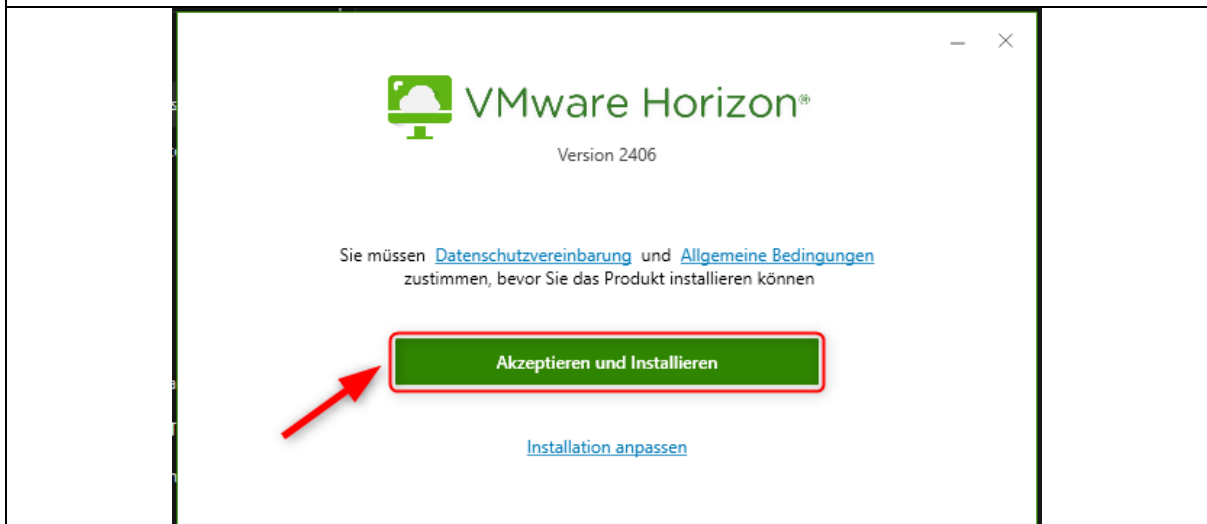 VMware Horizon®
Version 2406
Sie müssen Datenschutzvereinbarung und Allgemeine Bedingungen
zustimmen, bevor Sie das Produkt installieren können
Akzeptieren und Installieren
Installation anpassen